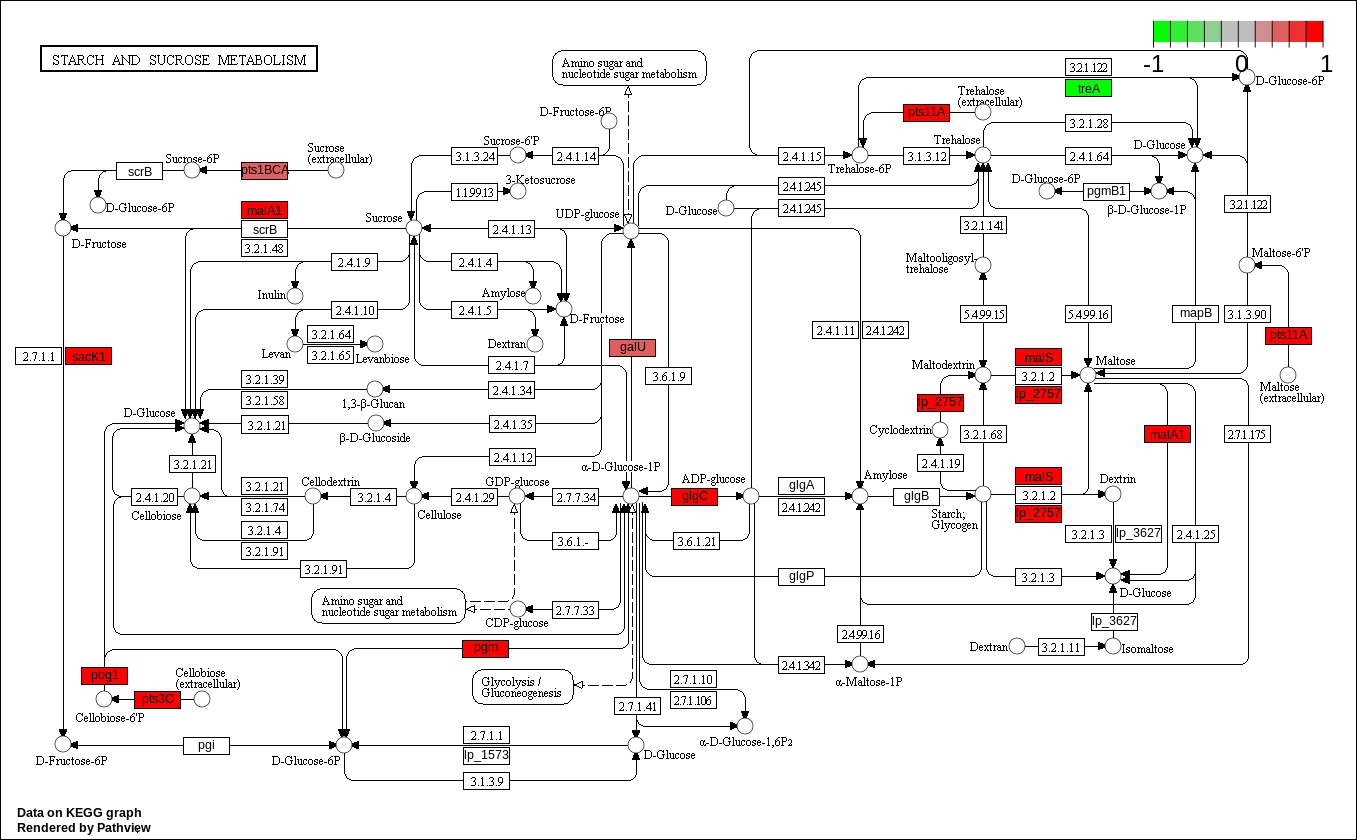 STARCH AND SUCROSE METABOLISM
-1
0
1
Amino sugar and
nucleotide sugar metabolism
3.2.1.122
treA
D-Glucose-6P
Trehalose
(extracellular)
pts11A
D-Fructose-6P
3.2.1.28
Sucrose-6'P
Trehalose
D-Glucose
3.1.3.24
2.4.1.14
2.4.1.15
3.1.3.12
2.4.1.64
Trehalose-6P
Sucrose
(extracellular)
Sucrose-6P
scrB
pts1BCA
D-Glucose-6P
3-Ketosucrose
1.1.99.13
2.4.1.245
D-Glucose-6P
pgmB1
β-D-Glucose-1P
D-Glucose
2.4.1.245
3.2.1.122
malA1
scrB
3.2.1.48
D-Fructose
Sucrose
UDP-glucose
2.4.1.13
3.2.1.141
2.4.1.9
2.4.1.4
Maltooligosyl-
trehalose
Maltose-6'P
Inulin
Amylose
2.4.1.10
2.4.1.5
D-Fructose
5.4.99.15
5.4.99.16
mapB
3.1.3.90
3.2.1.64
3.2.1.65
Levan
Levanbiose
Dextran
galU
2.4.1.11
2.4.1.242
pts11A
2.7.1.1
sacK1
2.4.1.7
3.6.1.9
Maltodextrin
malS
3.2.1.2
lp_2757
Maltose
Maltose
(extracellular)
3.2.1.39
3.2.1.58
1,3-β-Glucan
2.4.1.34
lp_2757
D-Glucose
3.2.1.21
β-D-Glucoside
2.4.1.35
Cyclodextrin
3.2.1.68
malA1
2.7.1.175
3.2.1.21
2.4.1.12
α-D-Glucose-1P
2.4.1.19
ADP-glucose
Amylose
malS
3.2.1.2
lp_2757
Dextrin
Cellodextrin
GDP-glucose
2.4.1.20
3.2.1.21
3.2.1.74
3.2.1.4
2.4.1.29
2.7.7.34
glgC
glgA
2.4.1.242
glgB
Cellobiose
Cellulose
Starch;
Glycogen
3.2.1.4
3.2.1.91
3.6.1.-
3.6.1.21
3.2.1.3
lp_3627
2.4.1.25
3.2.1.91
glgP
3.2.1.3
D-Glucose
Amino sugar and
nucleotide sugar metabolism
2.7.7.33
CDP-glucose
lp_3627
2.4.99.16
pgm
Dextran
3.2.1.11
Isomaltose
2.4.1.342
α-Maltose-1P
pbg1
Cellobiose
(extracellular)
pts3C
Cellobiose-6'P
Glycolysis /
Gluconeogenesis
2.7.1.10
2.7.1.106
2.7.1.41
α-D-Glucose-1,6P2
pgi
2.7.1.1
lp_1573
3.1.3.9
D-Fructose-6P
D-Glucose-6P
D-Glucose
Data on KEGG graph
Rendered by Pathview